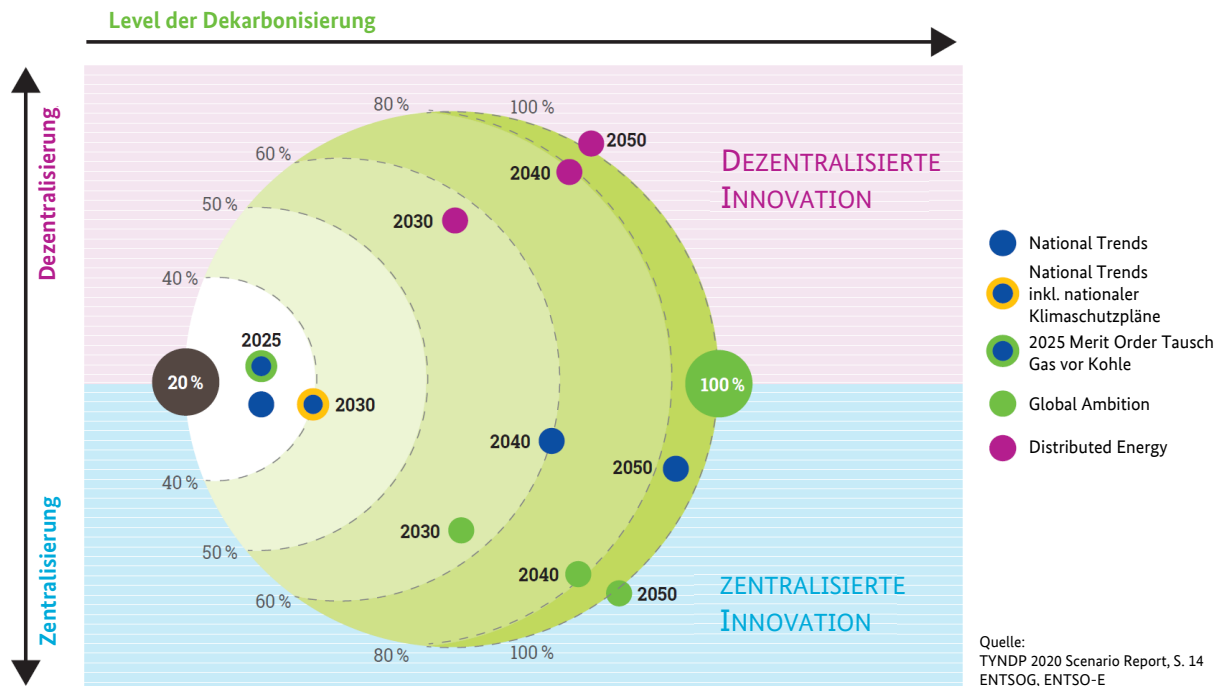 Level der Dekarbonisierung
Dezentralisierung
Zentralisierung
80 %
100 %
60 %
50 %
40 %
2050
2040
2030
DEZENTRALISIERTE
INNOVATION
2025
20 %
2030
100 %
2040
2050
40 %
2030
50 %
2040
2050
60 %
80 %
100 %
ZENTRALISIERTE
INNOVATION
National Trends
National Trends
inkl. nationaler
Klimaschutzpläne
2025 Merit Order Tausch
Gas vor Kohle
Global Ambition
Distributed Energy
Quelle:
TYNDP 2020 Scenario Report, S. 14
ENTSOG, ENTSO-E